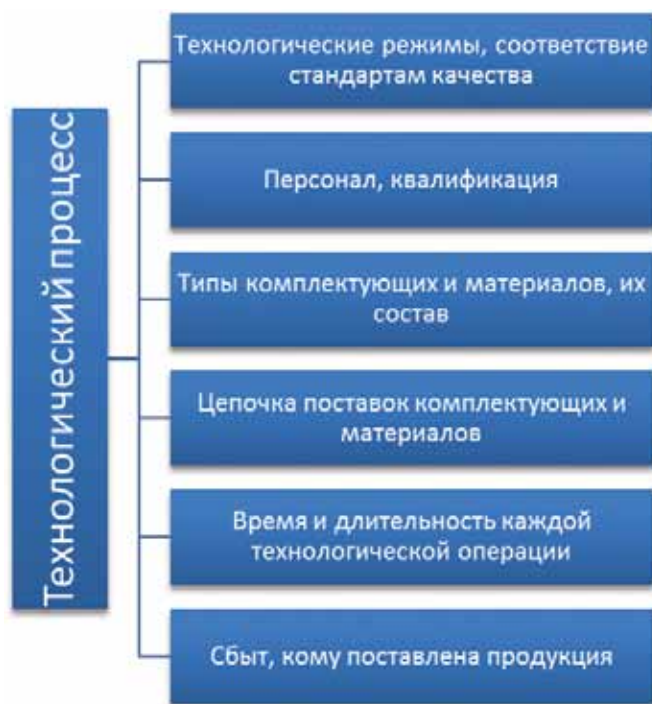 Технологический процесс
Технологические режимы, соответствие
стандартам качества
Персонал, квалификация
Типы комплектующих и материалов, их
состав
Цепочка поставок комплектующих и
материалов
Время и длительность каждой
технологической операции
Сбыт, кому поставлена продукция